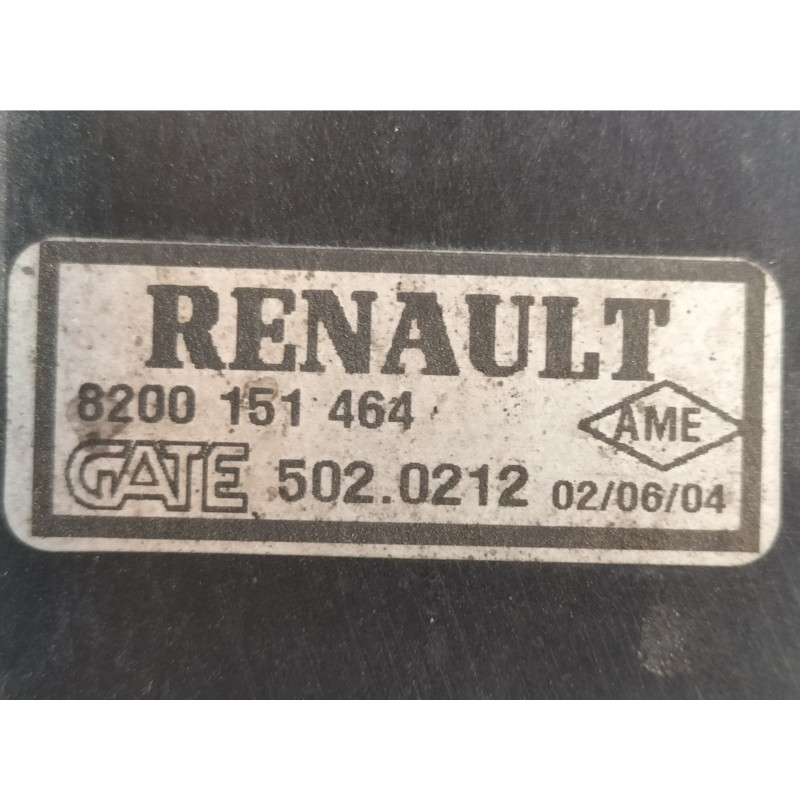 RENAULT
8200 151 464
AME
GATE 502.0212 02/06/04